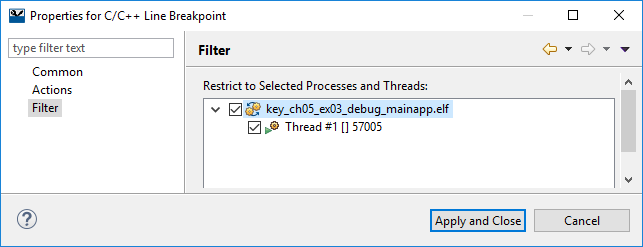 Properties for C/C++ Line Breakpoint
type filter text
Common
Actions
Filter
Filter
Restrict to Selected Processes and Threads:
key_ch05_ex03_debug_mainapp.elf
Thread #1 [] 57005
Apply and Close
Cancel